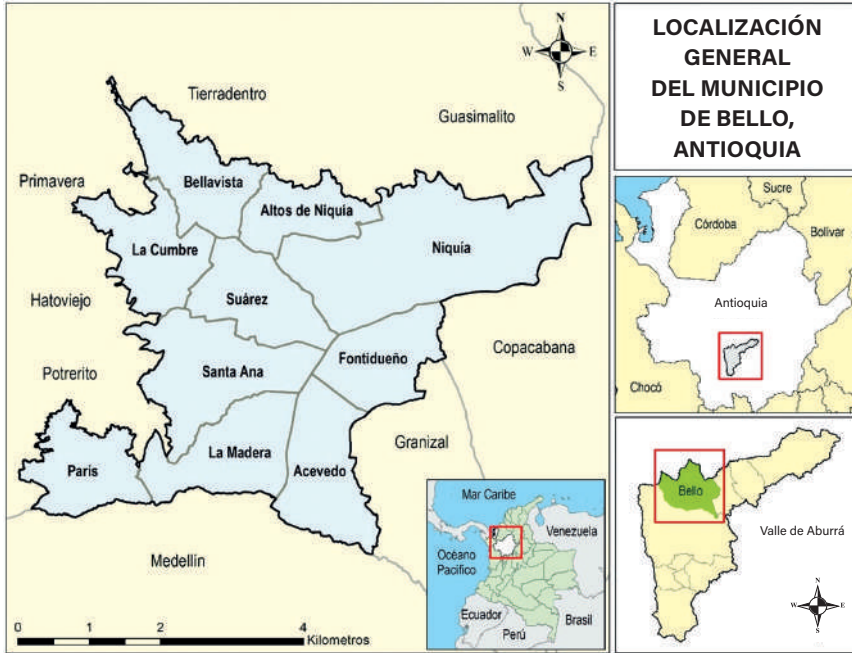 LOCALIZACIÓN
GENERAL
DEL MUNICIPIO
DE BELLO,
ANTIOQUIA
N
W
E
S
Tierradentro
Guasimalito
Primavera
Bellavista
Altos de Niquía
La Cumbre
Niquía
Hatoviejo
Suárez
Copacabana
Potrerito
Santa Ana
Fontidueño
Granizal
París
La Madera
Acevedo
Medellín
0
1
2
4
Kilometros
Mar Caribe
Venezuela
Océano
Pacífico
Ecuador
Perú
Brasil
Sucre
Córdoba
Bolívar
Antioquia
Chocó
Bello
Valle de Aburrá
N
W
E
S